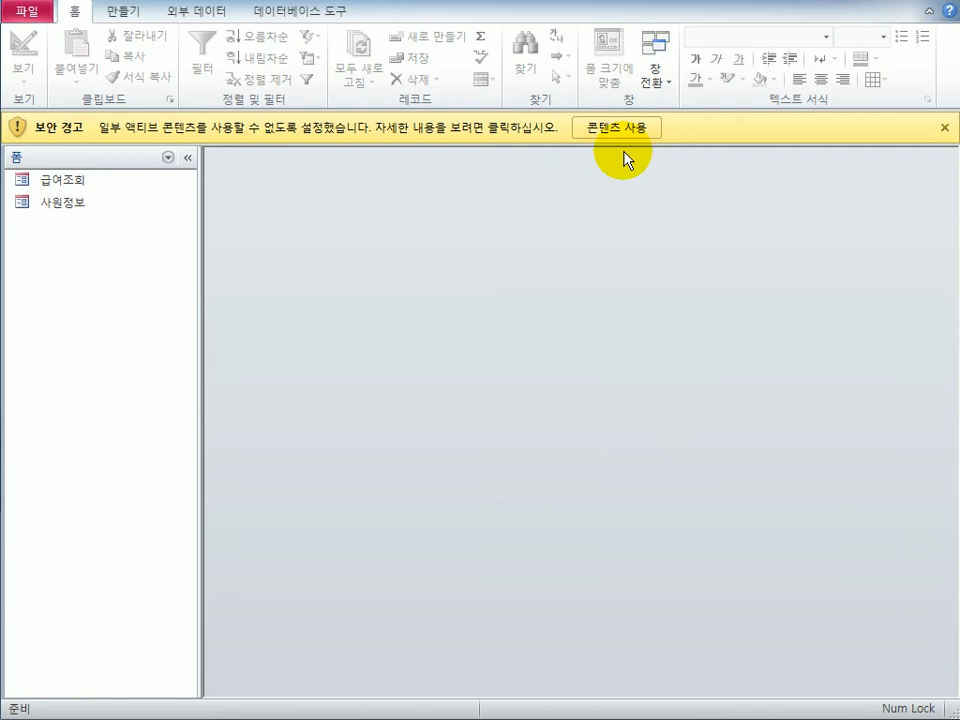 파일 홈 만들기 외부 데이터 데이터베이스 도구
보기 붙여넣기 잘라내기 복사 서식 복사 필터 오름차순 내림차순 정렬 제거 모두 새로 고침 새로 만들기 저장 삭제 찾기 폼 크기에 맞춤 창 전환 가 가 가 가
보기 클립보드 정렬 및 필터 레코드 찾기 창 텍스트 서식
보안 경고 일부 액티브 콘텐츠를 사용할 수 없도록 설정했습니다. 자세한 내용을 보려면 클릭하십시오. 콘텐츠 사용
폼
급여조회
사원정보
준비 Num Lock